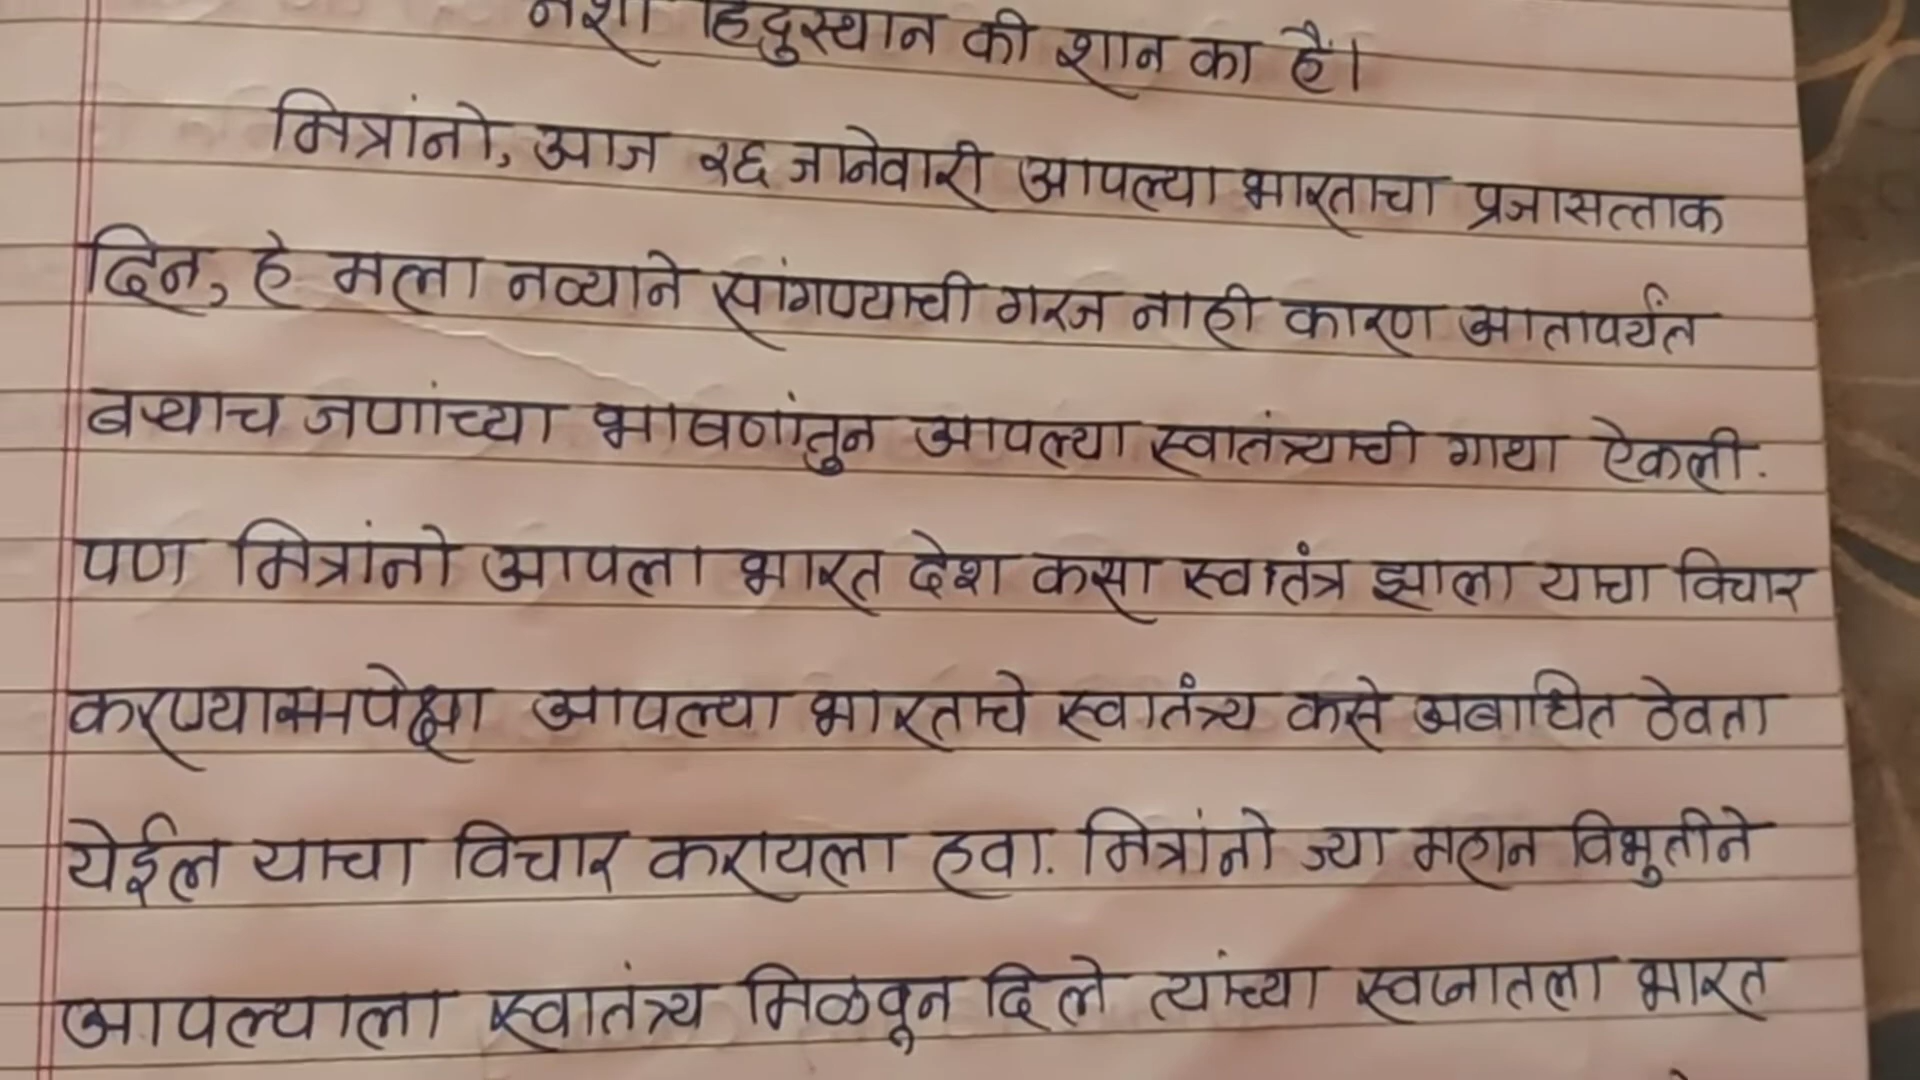 नशा हिंदुस्थान की शान का है।
मित्रांनो, आज २६ जानेवारी आपल्या भारताचा प्रजासत्ताक
दिन, हे मला नव्याने सांगण्याची गरज नाही कारण आतापर्यंत
बऱ्याच जणांच्या भाषणांतुन आपल्या स्वातंत्र्याची गाथा ऐकली.
पण मित्रांनो आपला भारत देश कसा स्वातंत्र झाला याचा विचार
करण्यापेक्षा आपल्या भारताचे स्वातंत्र्य कसे अबाधित ठेवता
येईल याचा विचार करायला हवा. मित्रांनो ज्या महान विभुतीने
आपल्याला स्वातंत्र्य मिळवून दिले त्यांच्या स्वप्नातला भारत